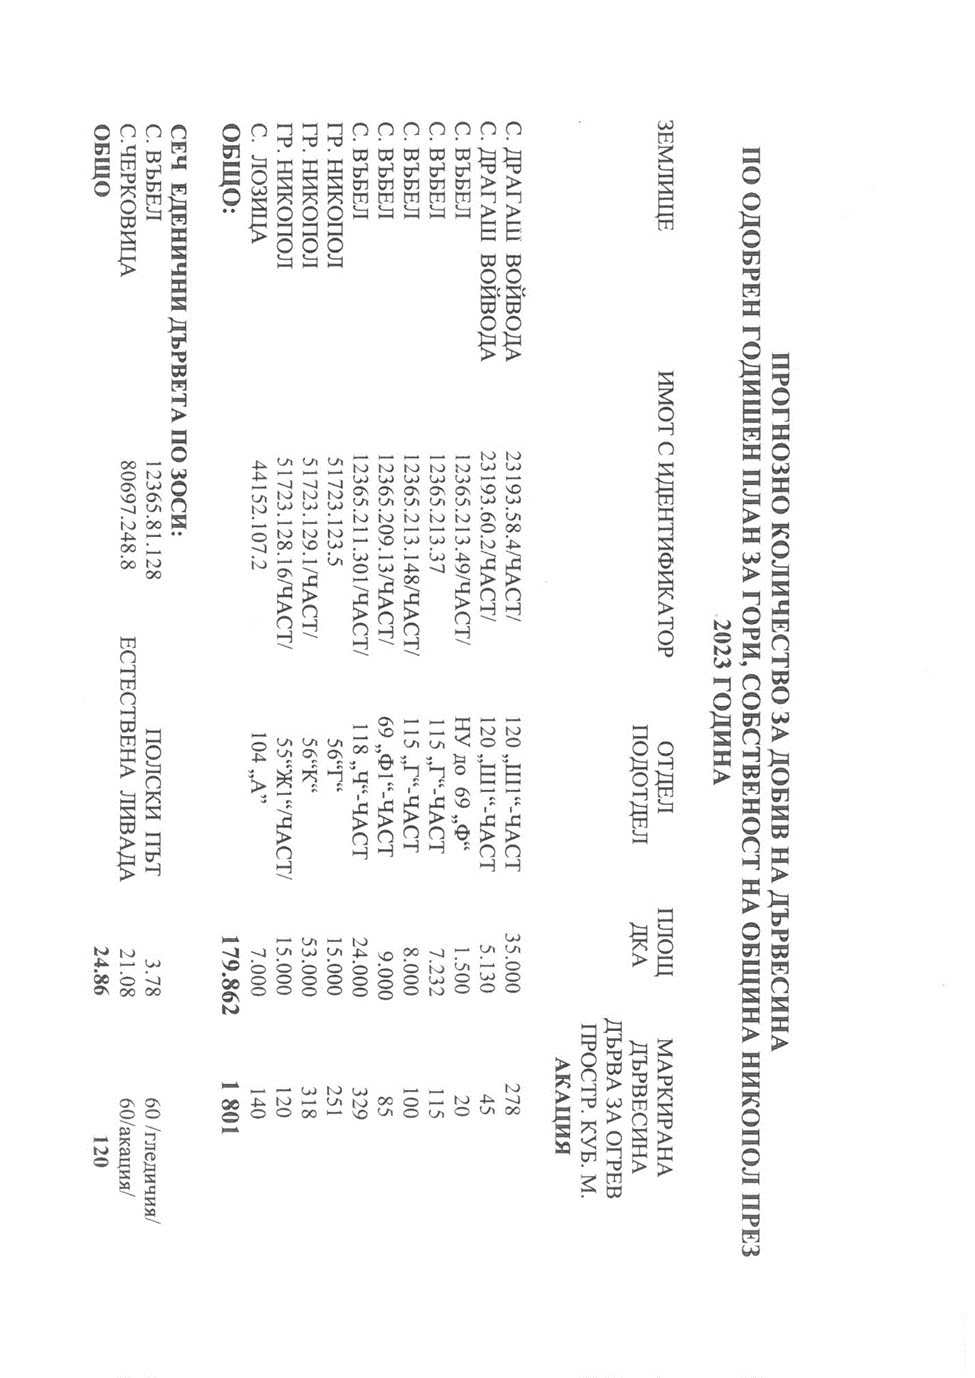 ПРОГНОЗНО КОЛИЧЕСТВО ЗА ДОБИВ НА ДЪРВЕСИНА
ПО ОДОБРЕН ГОДИШЕН ПЛАН ЗА ГОРИ, СОБСТВЕНОСТ НА ОБЩИНА НИКОПОЛ ПРЕЗ
2023 ГОДИНА
ЗЕМЛИЩЕ ИМОТ С ИДЕНТИФИКАТОР ОТДЕЛ ПЛОЩ МАРКИРАНА
ПОДОТДЕЛ ДКА ДЪРВЕСИНА
ДЪРВА ЗА ОГРЕВ
ПРОСТР. КУБ. М.
АКАЦИЯ
С. ДРАГАШ ВОЙВОДА 23193.58.4/ЧАСТ/ 120 „Ш1“-ЧАСТ 35.000 278
С. ДРАГАШ ВОЙВОДА 23193.60.2/ЧАСТ/ 120 „Ш1“-ЧАСТ 5.130 45
С. ВЪБЕЛ 12365.213.49/ЧАСТ/ НУ до 69 „Ф“ 1.500 20
С. ВЪБЕЛ 12365.213.37 115 „Г“-ЧАСТ 7.232 115
С. ВЪБЕЛ 12365.213.148/ЧАСТ/ 115 „Г“-ЧАСТ 8.000 100
С. ВЪБЕЛ 12365.209.13/ЧАСТ/ 69 „Ф1“-ЧАСТ 9.000 85
С. ВЪБЕЛ 12365.211.301/ЧАСТ/ 118 „Ч“-ЧАСТ 24.000 329
ГР. НИКОПОЛ 51723.123.5 56“Г“ 15.000 251
ГР. НИКОПОЛ 51723.129.1/ЧАСТ/ 56“К“ 53.000 318
ГР. НИКОПОЛ 51723.128.16/ЧАСТ/ 55“Ж1“/ЧАСТ/ 15.000 120
С. ЛОЗИЦА 44152.107.2 104 „А” 7.000 140
ОБЩО: 179.862 1 801
СЕЧ ЕДЕНИЧНИ ДЪРВЕТА ПО ЗОСИ:
С. ВЪБЕЛ 12365.81.128 ПОЛСКИ ПЪТ 3.78 60 /гледичия/
С.ЧЕРКОВИЦА 80697.248.8 ЕСТЕСТВЕНА ЛИВАДА 21.08 60/акация/
ОБЩО 24.86 120